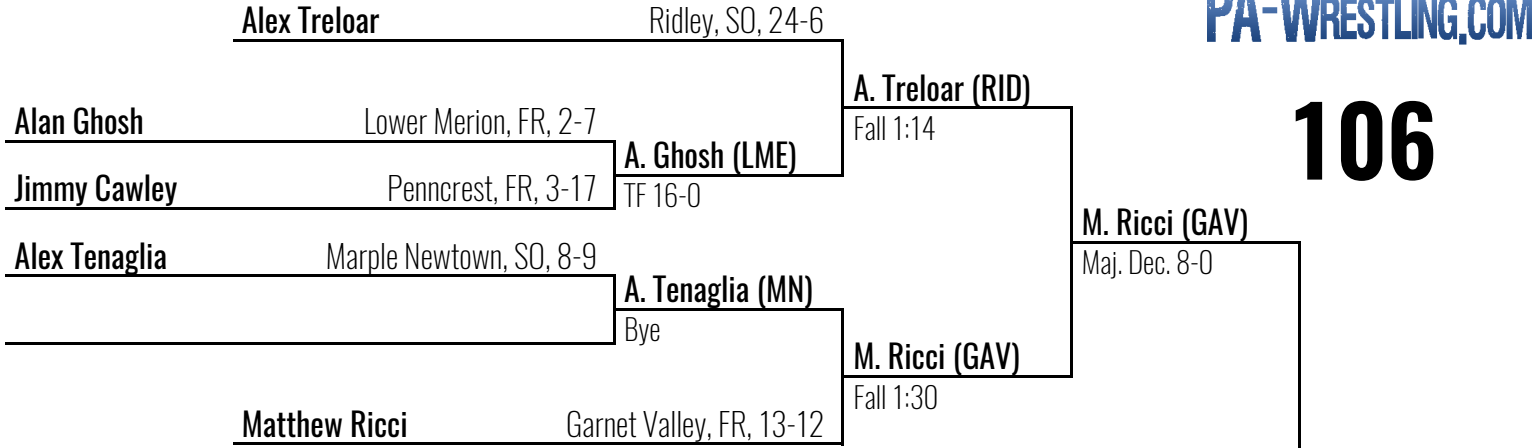 Alex Treloar Ridley, SO, 24-6
PA-WRESTLING.COM
A. Treloar (RID)
Fall 1:14
106
Alan Ghosh Lower Merion, FR, 2-7
A. Ghosh (LME)
TF 16-0
Jimmy Cawley Penncrest, FR, 3-17
M. Ricci (GAV)
Maj. Dec. 8-0
Alex Tenaglia Marple Newtown, SO, 8-9
A. Tenaglia (MN)
Bye
M. Ricci (GAV)
Fall 1:30
Matthew Ricci Garnet Valley, FR, 13-12